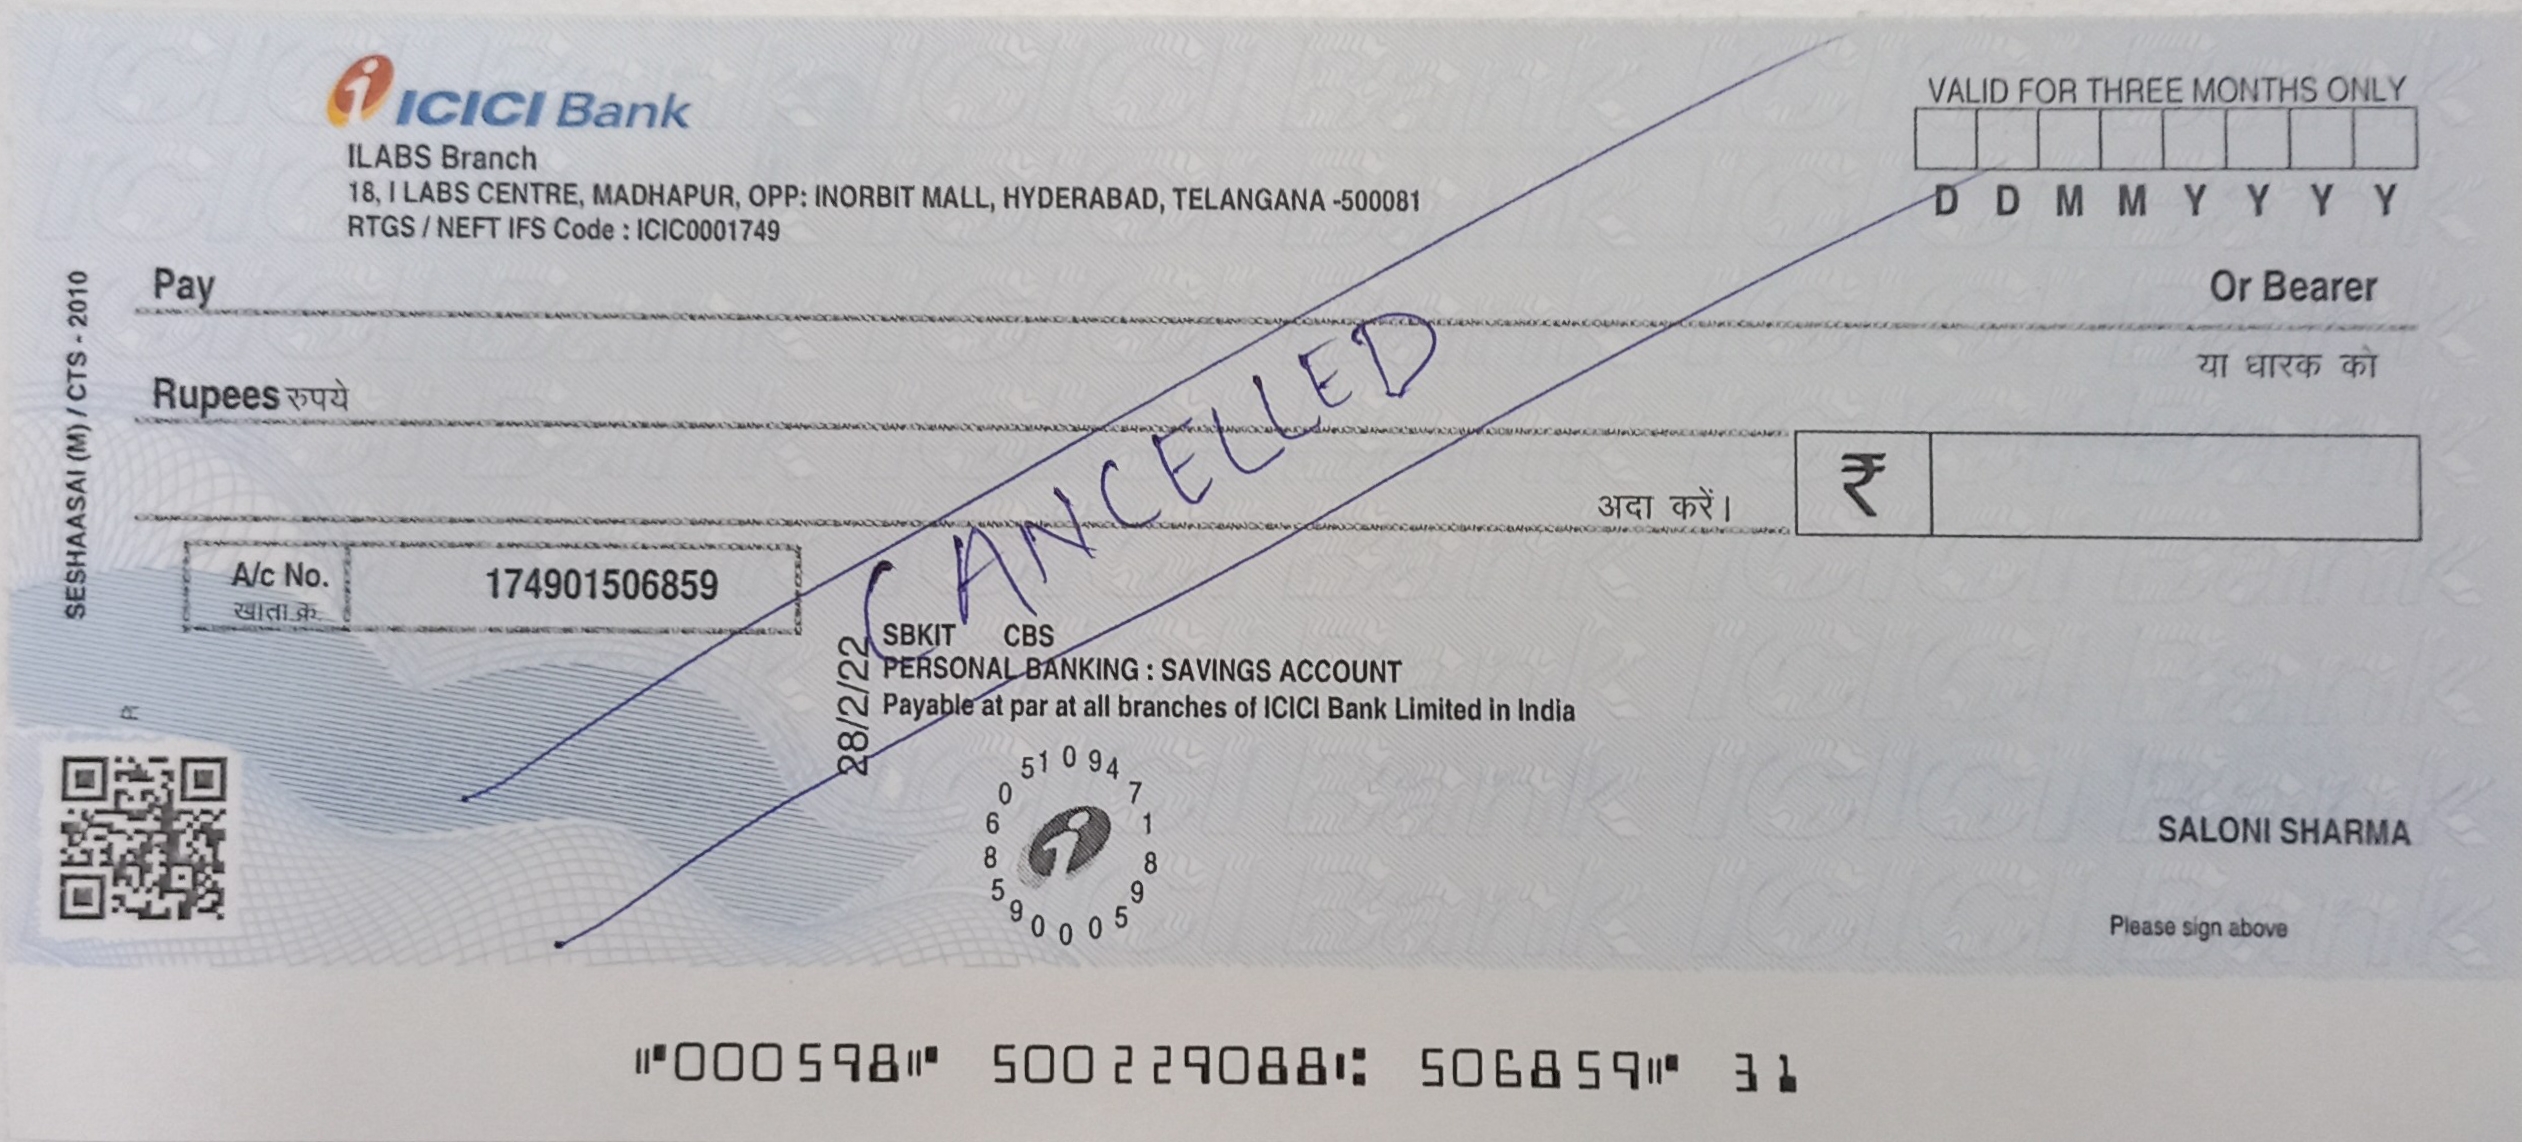 ICICI Bank
ILABS Branch
18, I LABS CENTRE, MADHAPUR, OPP: INORBIT MALL, HYDERABAD, TELANGANA -500081
RTGS / NEFT IFS Code : ICIC0001749
VALID FOR THREE MONTHS ONLY
D D M M Y Y Y Y
Pay
Or Bearer
या धारक को
Rupees रुपये
अदा करें।
₹
CANCELLED
A/c No.
खाता क्र.
174901506859
SESHAASAI (M) / CTS - 2010
R
28/2/22
SBKIT CBS
PERSONAL BANKING : SAVINGS ACCOUNT
Payable at par at all branches of ICICI Bank Limited in India
051094718950009586
SALONI SHARMA
Please sign above
⑈000598⑈ 500229088⑆ 506859⑈ 31